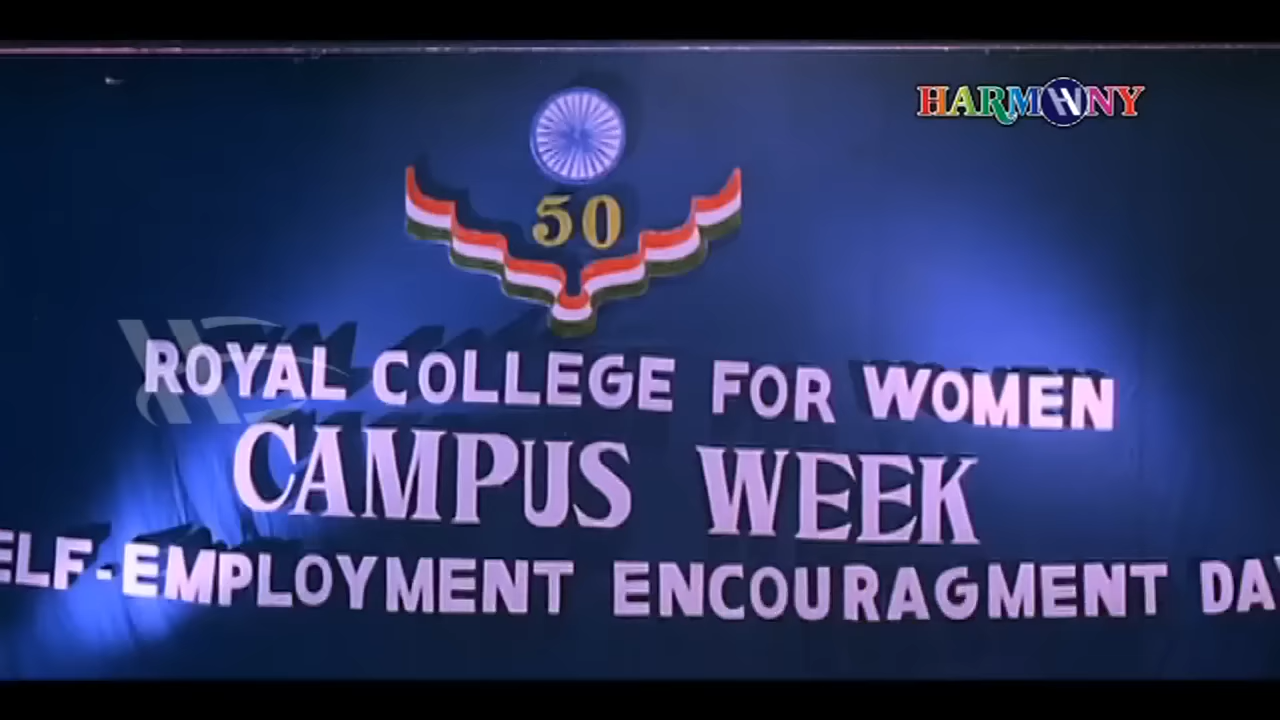 HARMONY
50
ROYAL COLLEGE FOR WOMEN
CAMPUS WEEK
ELF-EMPLOYMENT ENCOURAGMENT DA